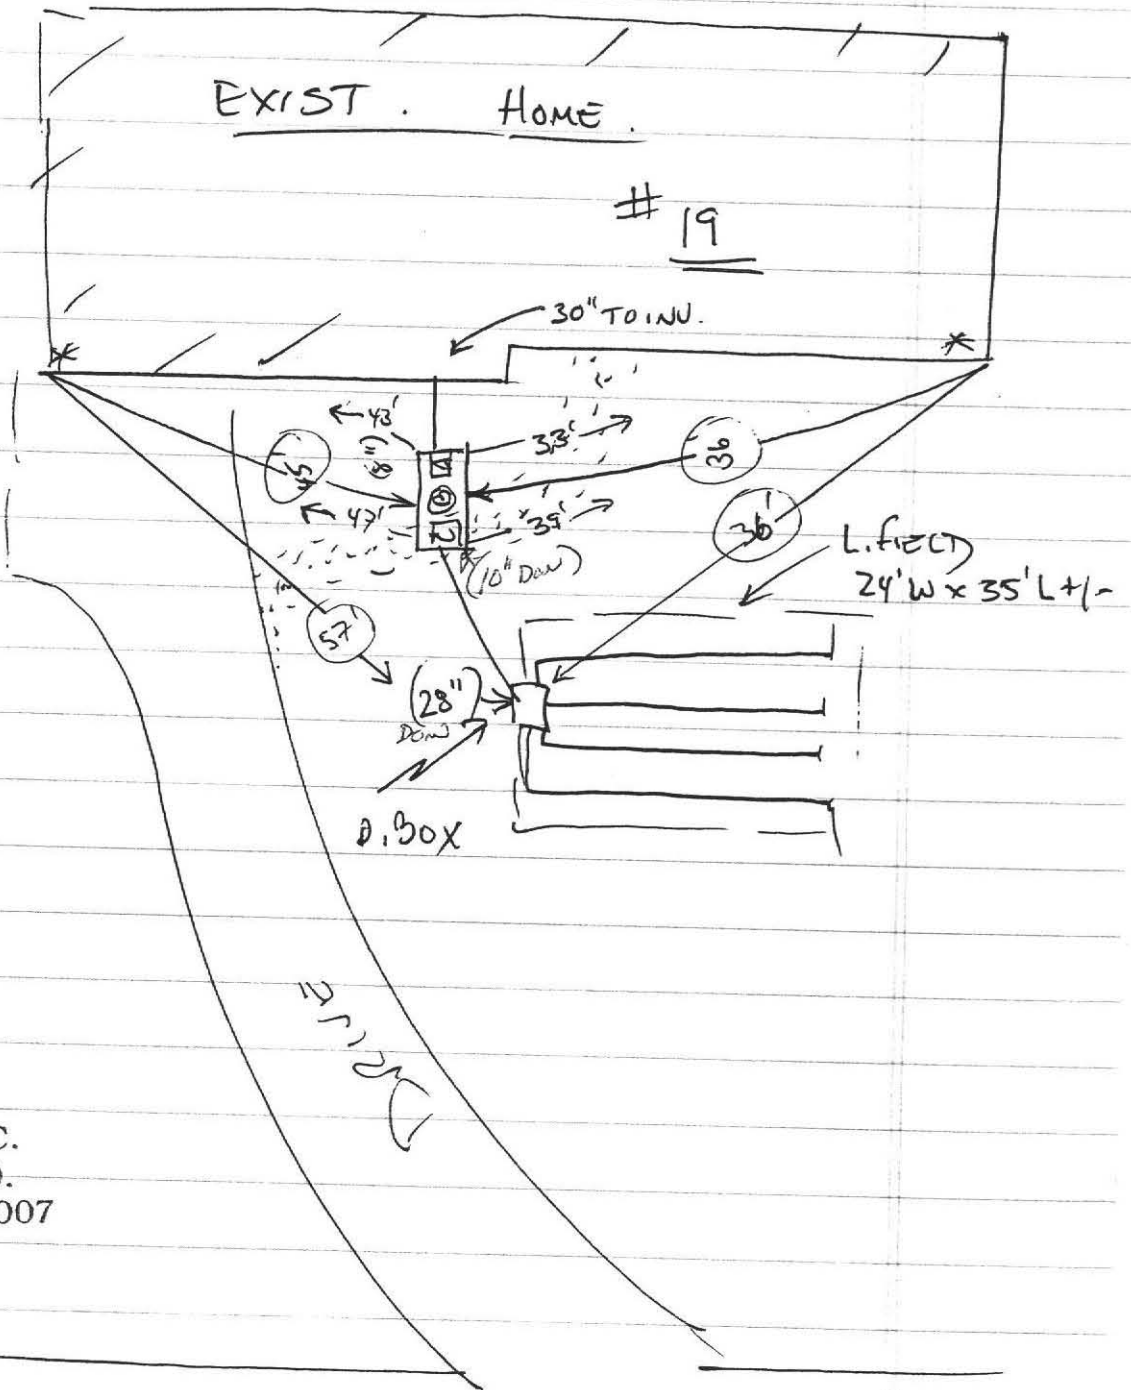 EXIST. HOME.
# 19
30" TO INV.
43'
(8")
33'
45'
36
47'
39'
36'
(10" DOWN)
L. FIELD
24' W x 35' L +/-
57'
(28")
DOWN
D. BOX
Drive
C.
007